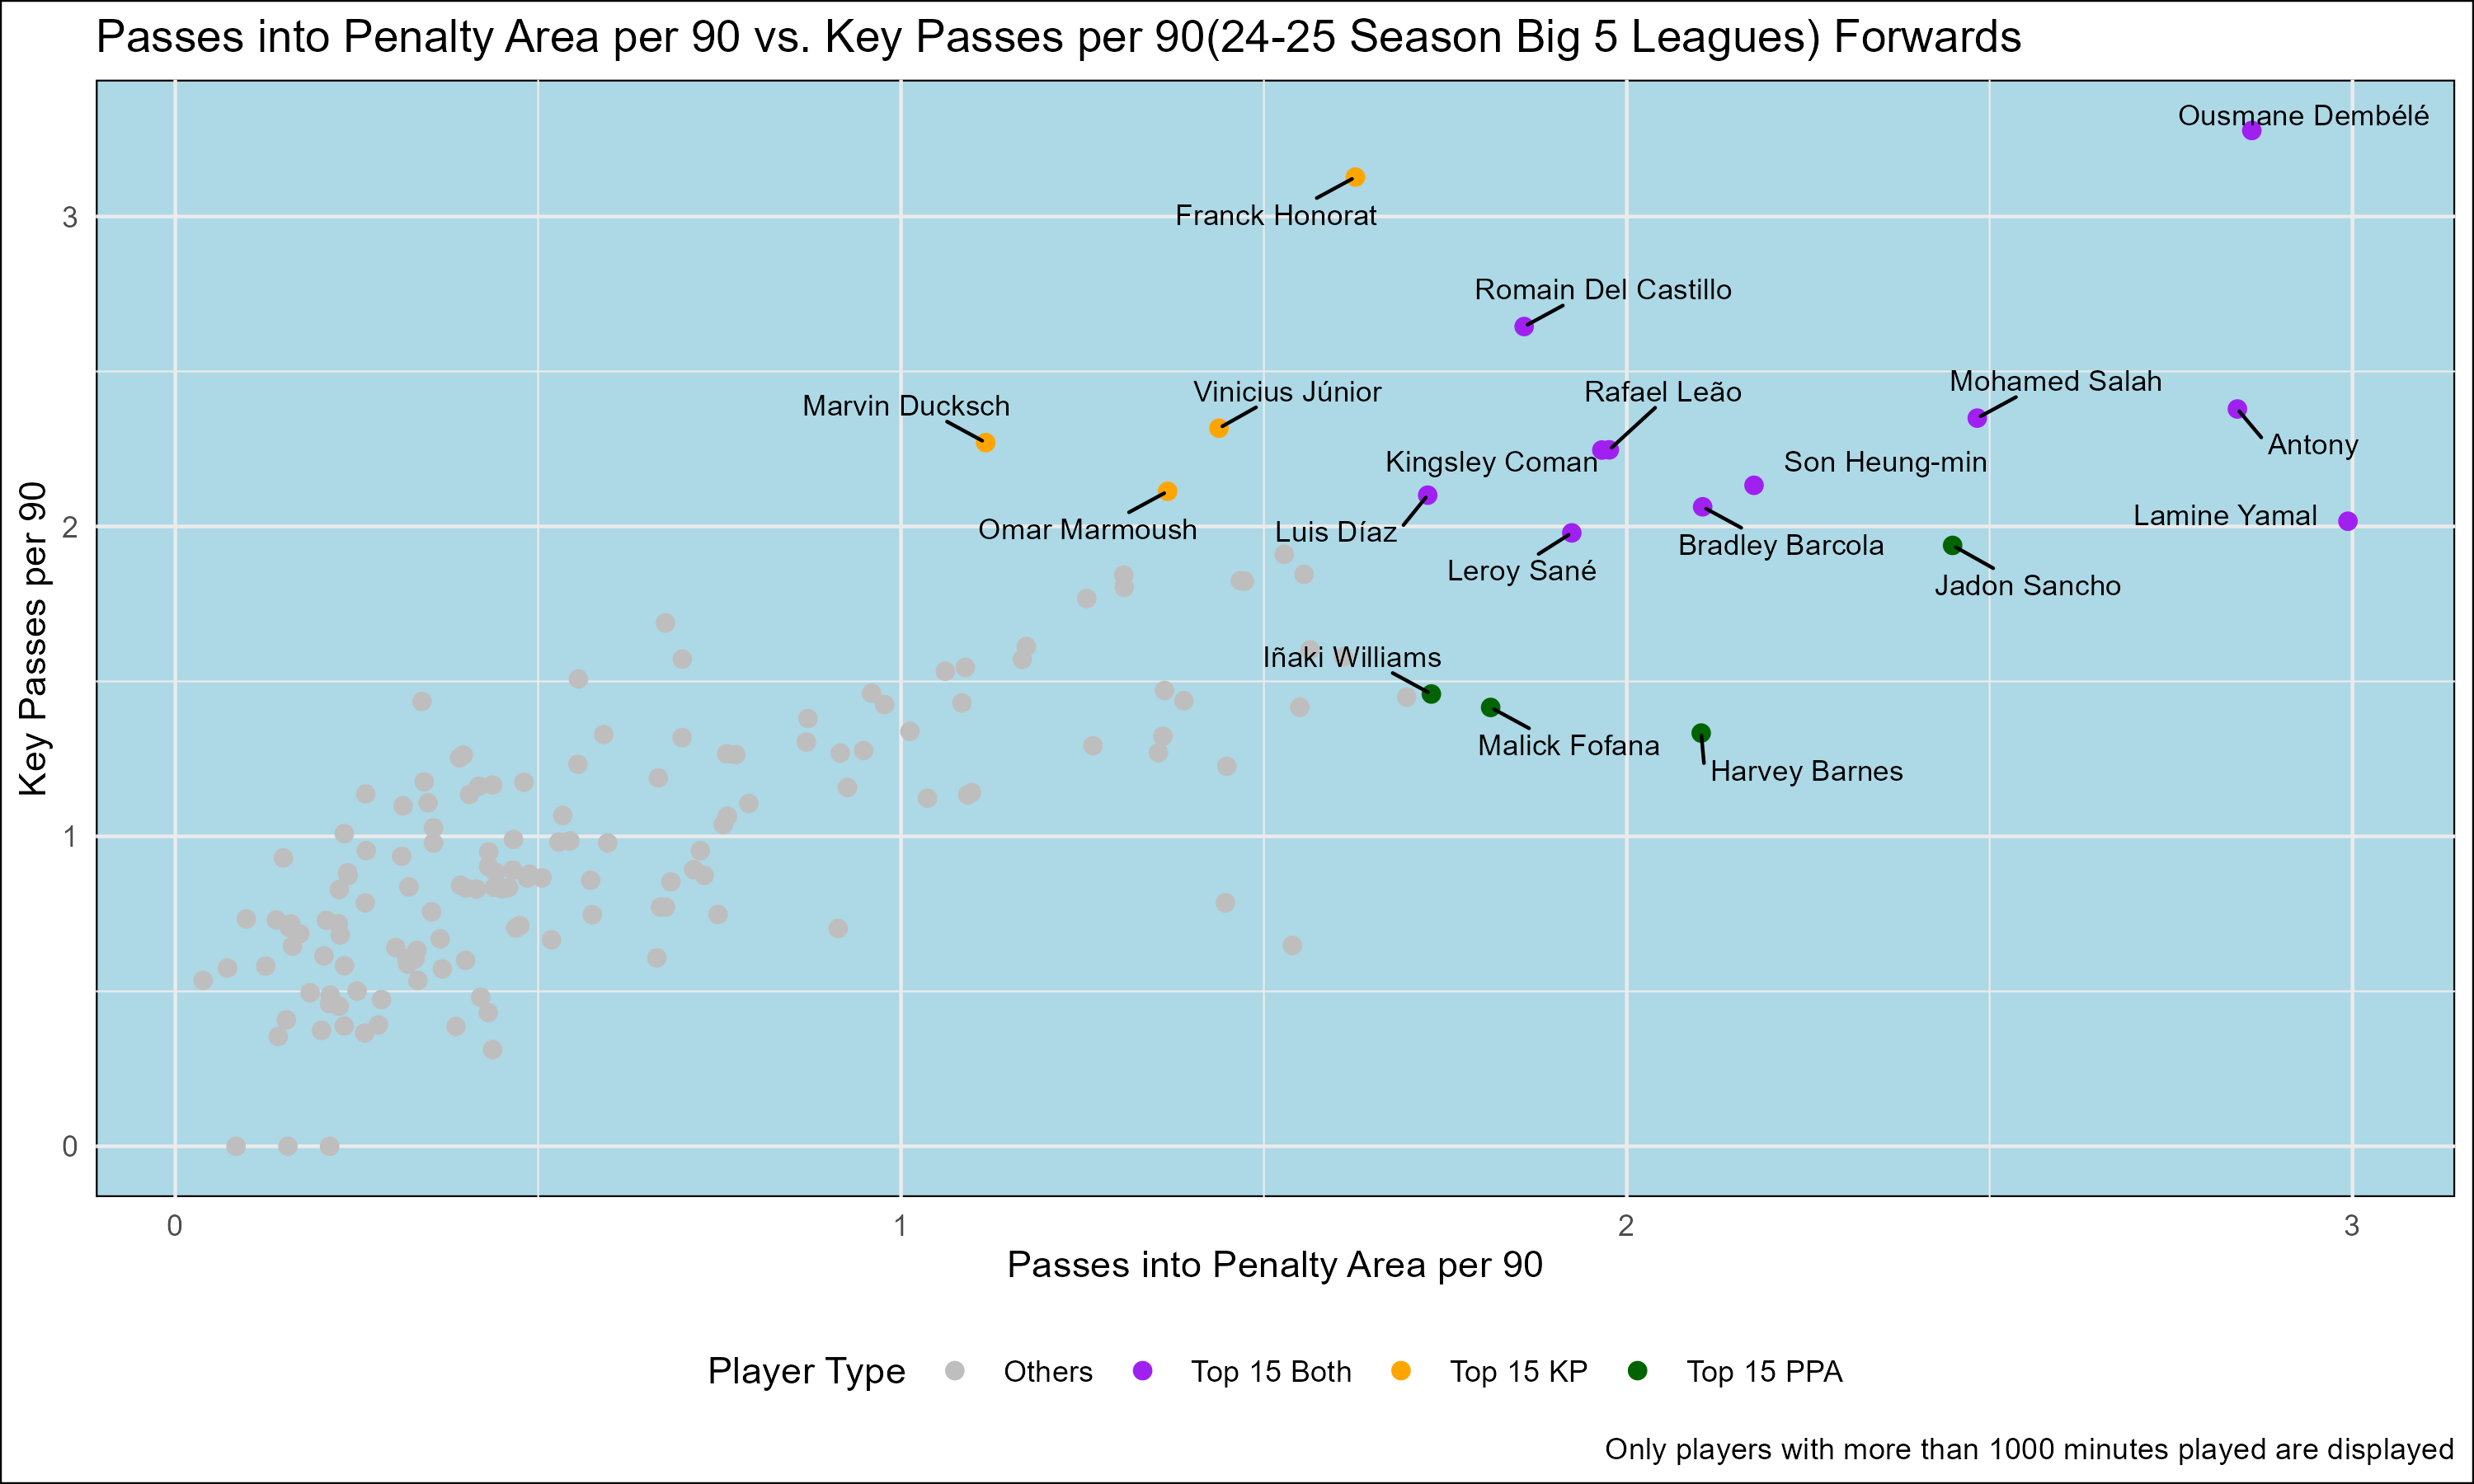 Passes into Penalty Area per 90 vs. Key Passes per 90(24-25 Season Big 5 Leagues) Forwards
Key Passes per 90
3
2
1
0
Ousmane Dembélé
Franck Honorat
Romain Del Castillo
Mohamed Salah
Vinicius Júnior
Rafael Leão
Marvin Ducksch
Antony
Kingsley Coman
Son Heung-min
Lamine Yamal
Omar Marmoush
Luis Díaz
Bradley Barcola
Leroy Sané
Jadon Sancho
Iñaki Williams
Malick Fofana
Harvey Barnes
0
1
2
3
Passes into Penalty Area per 90
Player Type
Others
Top 15 Both
Top 15 KP
Top 15 PPA
Only players with more than 1000 minutes played are displayed